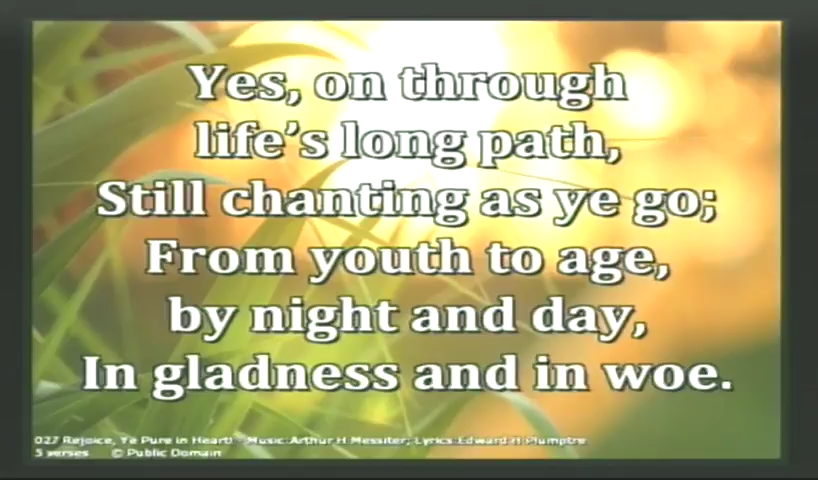 Yes, on through
life's long path,
Still chanting as ye go;
From youth to age,
by night and day,
In gladness and in woe.
027 Rejoice, Ye Pure in Heart! - Music:Arthur H Messiter; Lyrics:Edward H Plumptre
5 verses © Public Domain